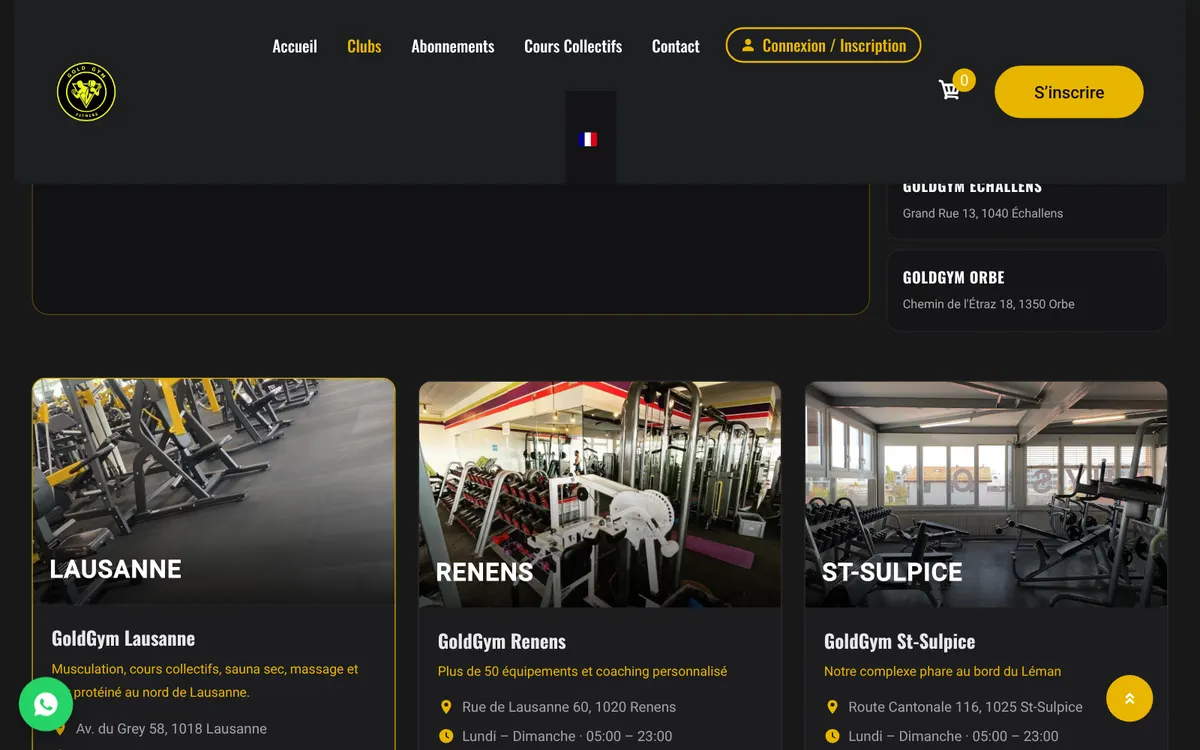 Accueil
Clubs
Abonnements
Cours Collectifs
Contact
Connexion / Inscription
GOLD GYM
FITNESS
0
S'inscrire
GOLDGYM ECHALLENS
Grand Rue 13, 1040 Échallens
GOLDGYM ORBE
Chemin de l'Étraz 18, 1350 Orbe
LAUSANNE
GoldGym Lausanne
Musculation, cours collectifs, sauna sec, massage et
protéiné au nord de Lausanne.
Av. du Grey 58, 1018 Lausanne
RENENS
GoldGym Renens
Plus de 50 équipements et coaching personnalisé
Rue de Lausanne 60, 1020 Renens
Lundi – Dimanche · 05:00 – 23:00
ST-SULPICE
GoldGym St-Sulpice
Notre complexe phare au bord du Léman
Route Cantonale 116, 1025 St-Sulpice
Lundi – Dimanche · 05:00 – 23:00